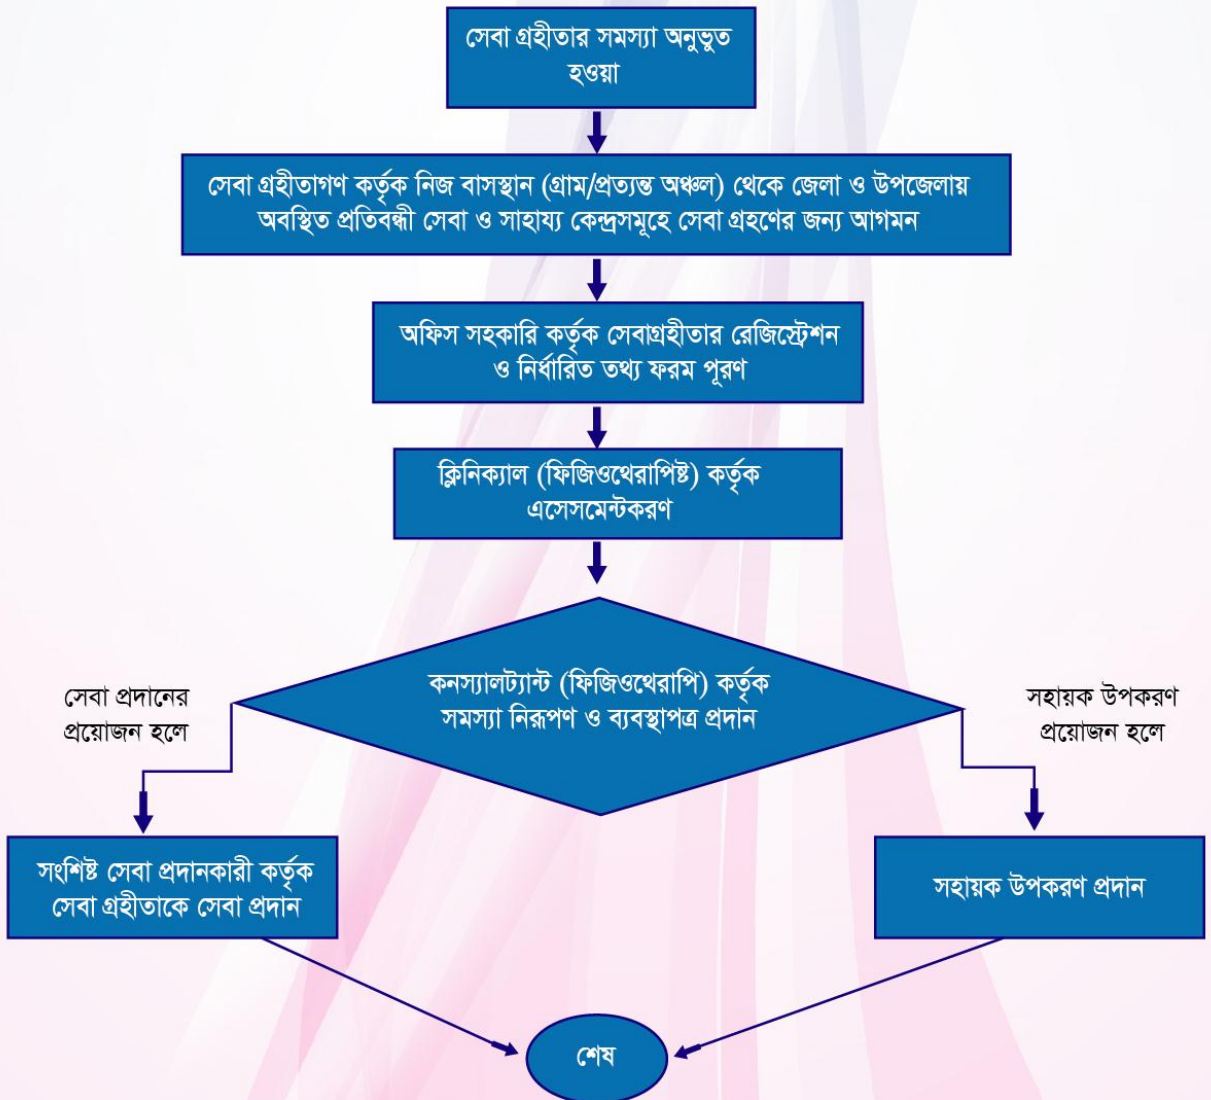 সেবা গ্রহীতার সমস্যা অনুভুত
হওয়া
সেবা গ্রহীতাগণ কর্তৃক নিজ বাসস্থান (গ্রাম/প্রত্যন্ত অঞ্চল) থেকে জেলা ও উপজেলায়
অবস্থিত প্রতিবন্ধী সেবা ও সাহায্য কেন্দ্রসমূহে সেবা গ্রহণের জন্য আগমন
অফিস সহকারি কর্তৃক সেবাগ্রহীতার রেজিস্ট্রেশন
ও নির্ধারিত তথ্য ফরম পূরণ
ক্লিনিক্যাল (ফিজিওথেরাপিষ্ট) কর্তৃক
এসেসমেন্টকরণ
কনস্যালট্যান্ট (ফিজিওথেরাপি) কর্তৃক
সমস্যা নিরূপণ ও ব্যবস্থাপত্র প্রদান
সেবা প্রদানের
প্রয়োজন হলে
সহায়ক উপকরণ
প্রয়োজন হলে
সংশিষ্ট সেবা প্রদানকারী কর্তৃক
সেবা গ্রহীতাকে সেবা প্রদান
সহায়ক উপকরণ প্রদান
শেষ